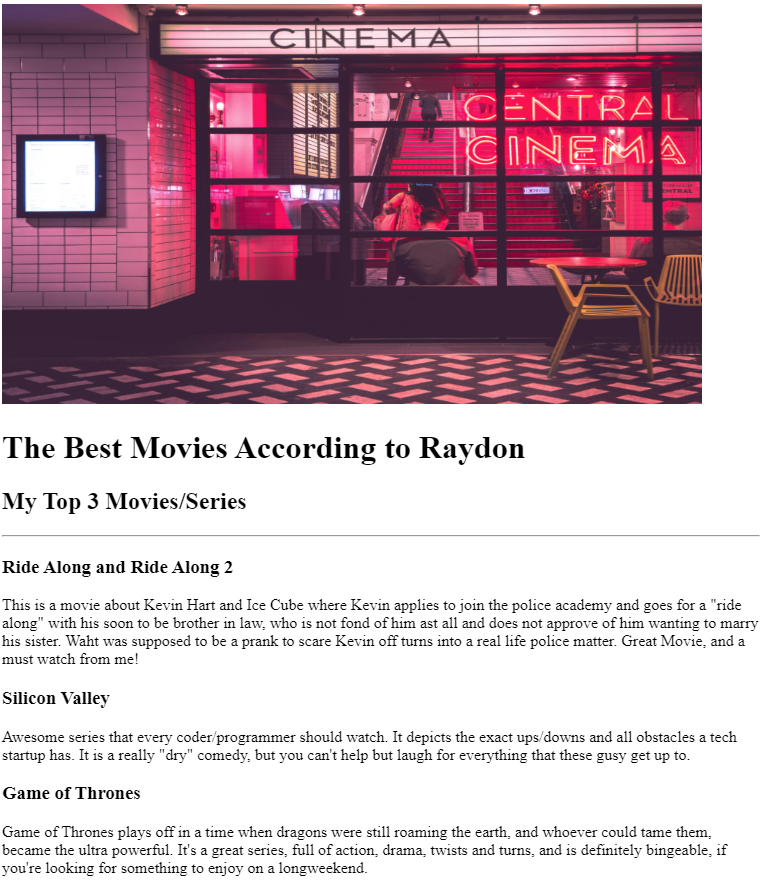 CINEMA
CENTRAL
CINEMA
CENTRAL
The Best Movies According to Raydon
My Top 3 Movies/Series
Ride Along and Ride Along 2
This is a movie about Kevin Hart and Ice Cube where Kevin applies to join the police academy and goes for a "ride
along" with his soon to be brother in law, who is not fond of him ast all and does not approve of him wanting to marry
his sister. Waht was supposed to be a prank to scare Kevin off turns into a real life police matter. Great Movie, and a
must watch from me!
Silicon Valley
Awesome series that every coder/programmer should watch. It depicts the exact ups/downs and all obstacles a tech
startup has. It is a really "dry" comedy, but you can't help but laugh for everything that these gusy get up to.
Game of Thrones
Game of Thrones plays off in a time when dragons were still roaming the earth, and whoever could tame them,
became the ultra powerful. It's a great series, full of action, drama, twists and turns, and is definitely bingeable, if
you're looking for something to enjoy on a longweekend.